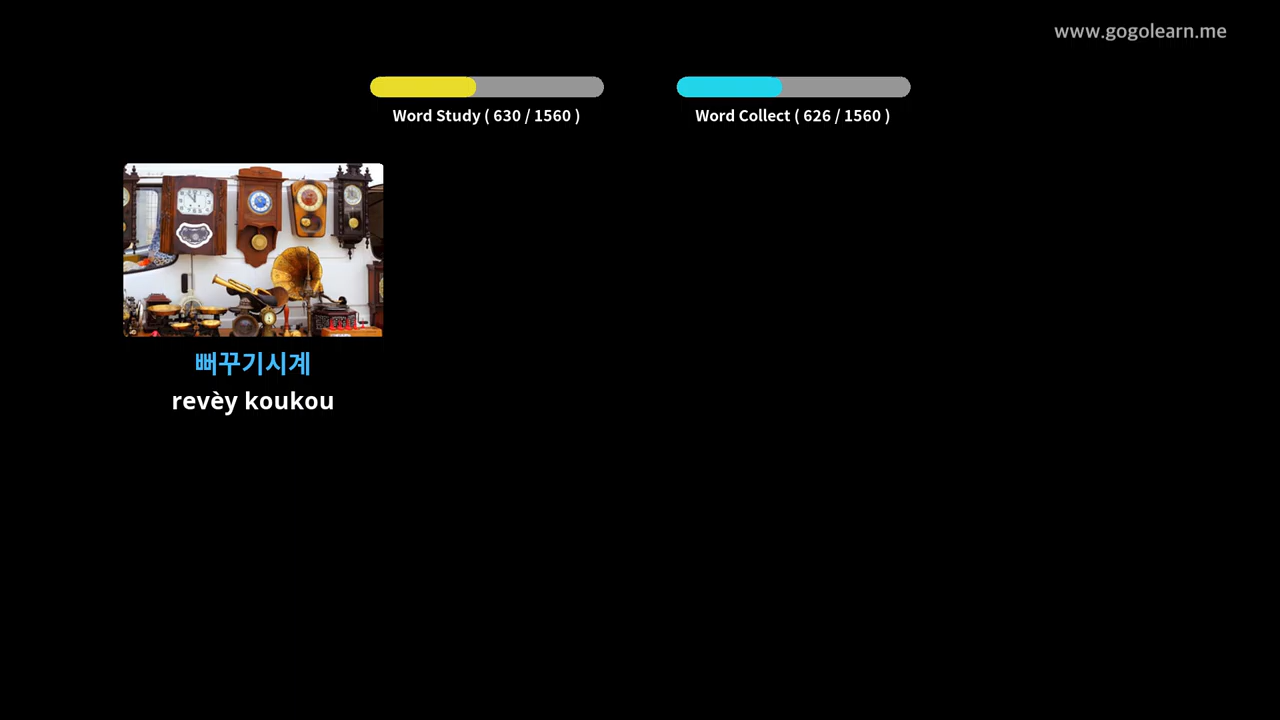 www.gogolearn.me
Word Study ( 630 / 1560 )
Word Collect ( 626 / 1560 )
뻐꾸기시계
revèy koukou